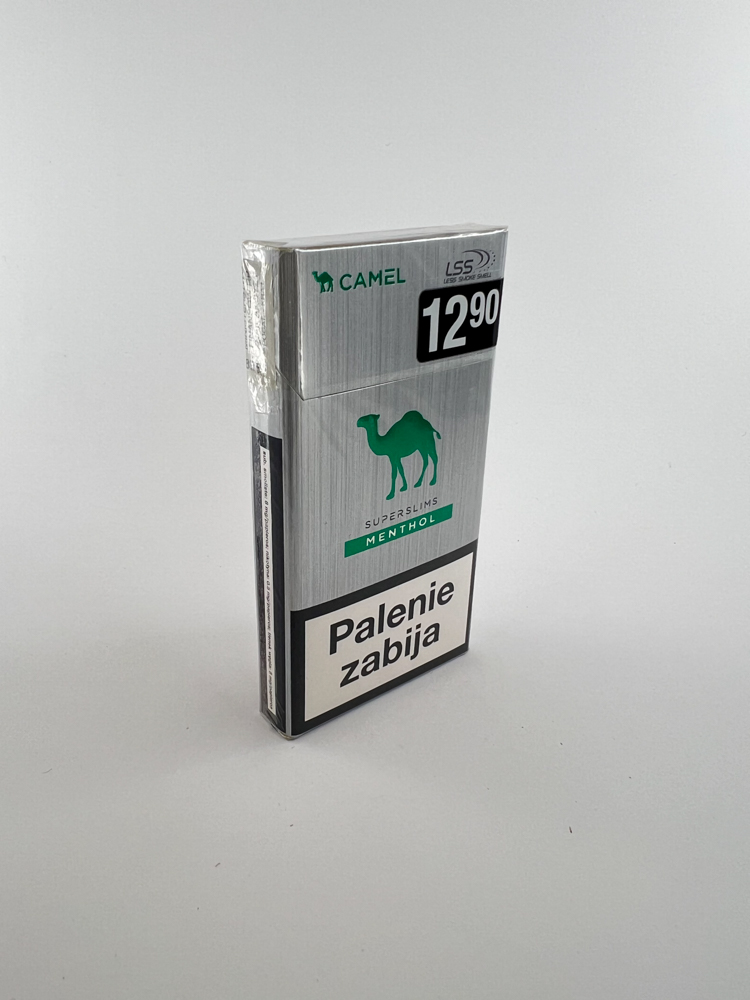 CAMEL
LSS
LESS SMOKE SMELL
12 90
SUPERSLIMS
MENTHOL
Palenie
zabija